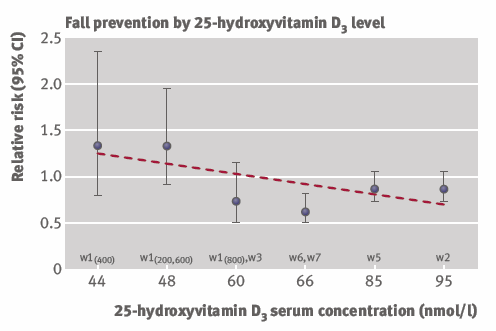 Fall prevention by 25-hydroxyvitamin D3 level
Relative risk (95% CI)
2.5
2.0
1.5
1.0
0.5
0
w1(400) w1(200,600) w1(800),w3 w6,w7 w5 w2
44 48 60 66 85 95
25-hydroxyvitamin D3 serum concentration (nmol/l)